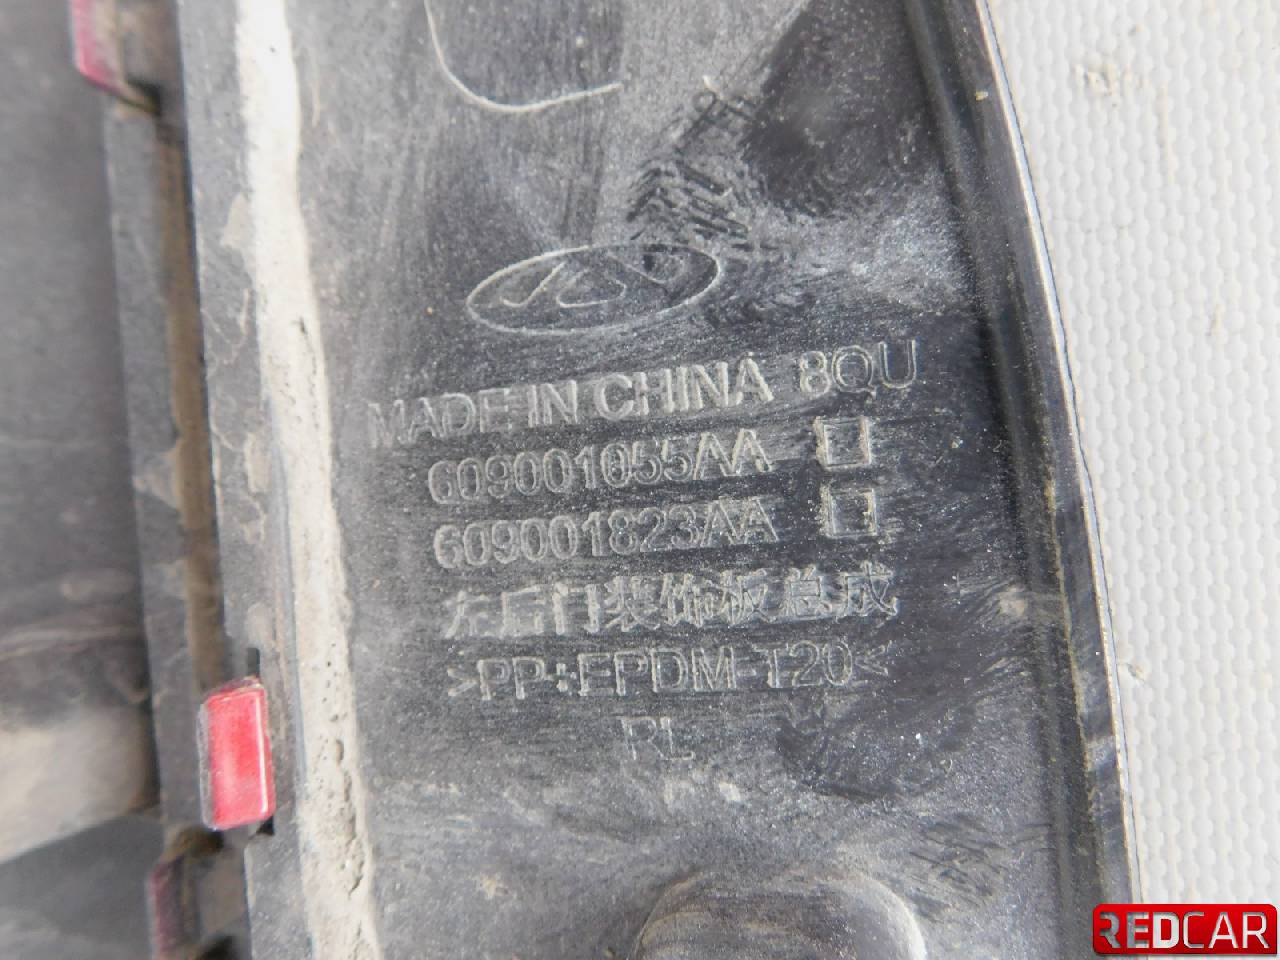 MADE IN CHINA 8QU
609001055AA
609001823AA
左后门装饰板总成
>PP+EPDM-T20<
RL
REDCAR